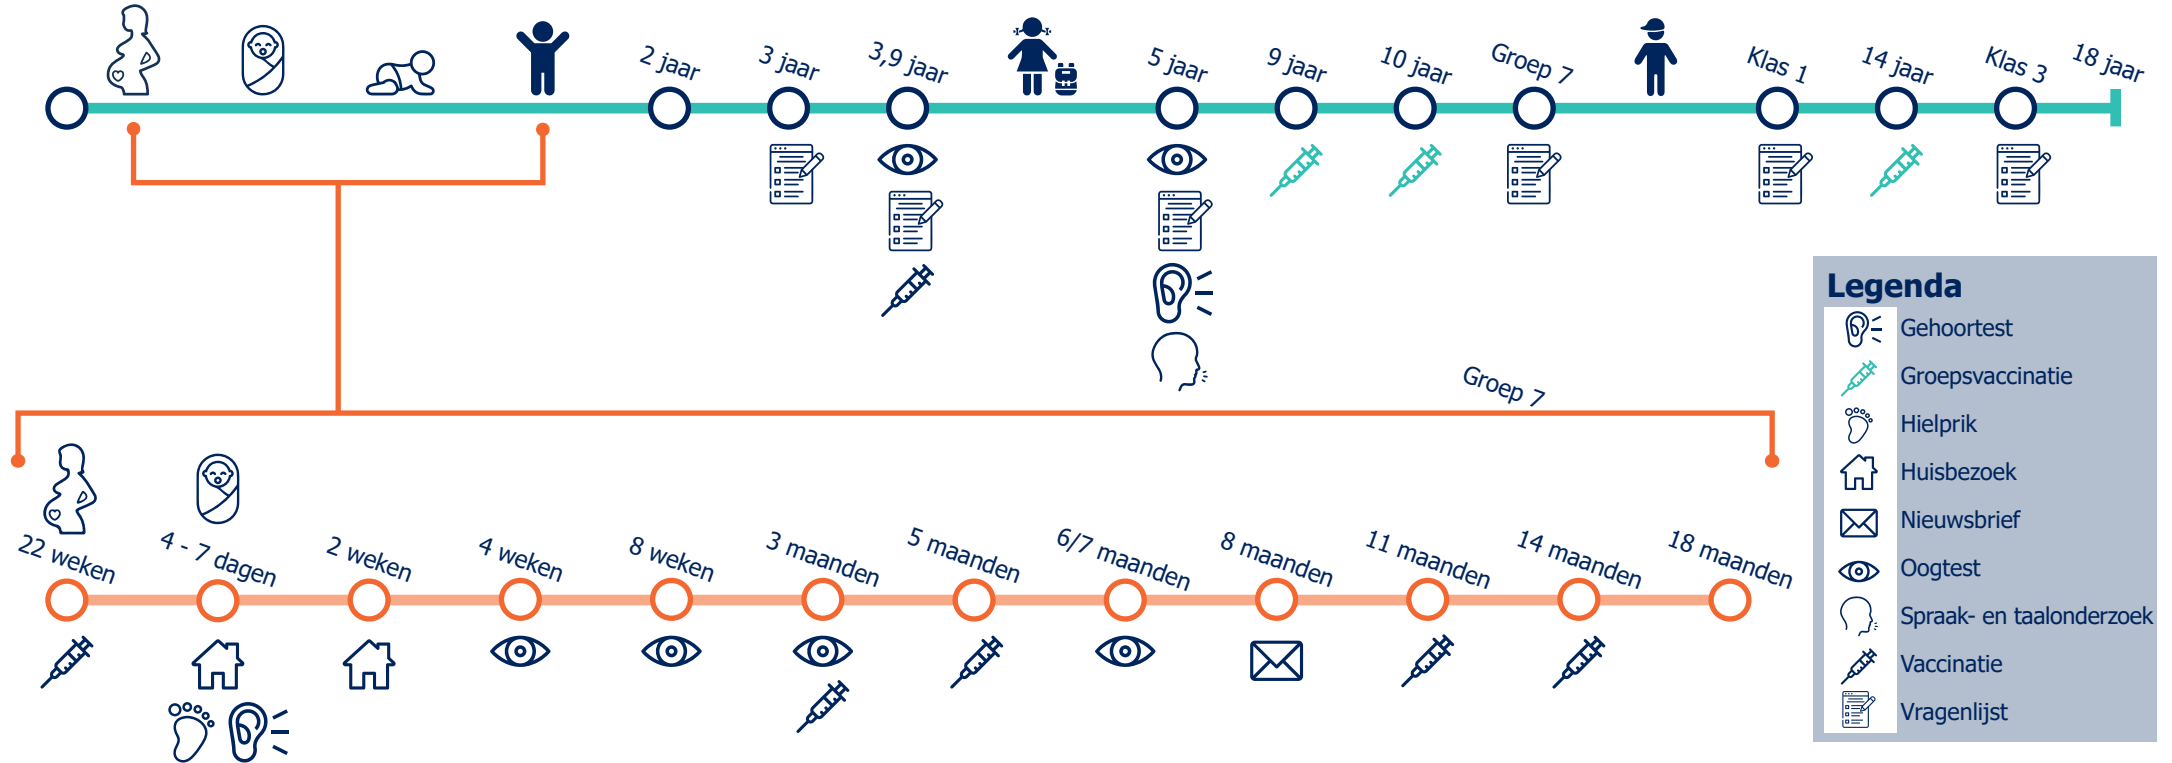 2 jaar
3 jaar
3,9 jaar
5 jaar
9 jaar
10 jaar
Groep 7
Klas 1
14 jaar
Klas 3
18 jaar
Groep 7
22 weken
4 - 7 dagen
2 weken
4 weken
8 weken
3 maanden
5 maanden
6/7 maanden
8 maanden
11 maanden
14 maanden
18 maanden
Legenda
Gehoortest
Groepsvaccinatie
Hielprik
Huisbezoek
Nieuwsbrief
Oogtest
Spraak- en taalonderzoek
Vaccinatie
Vragenlijst